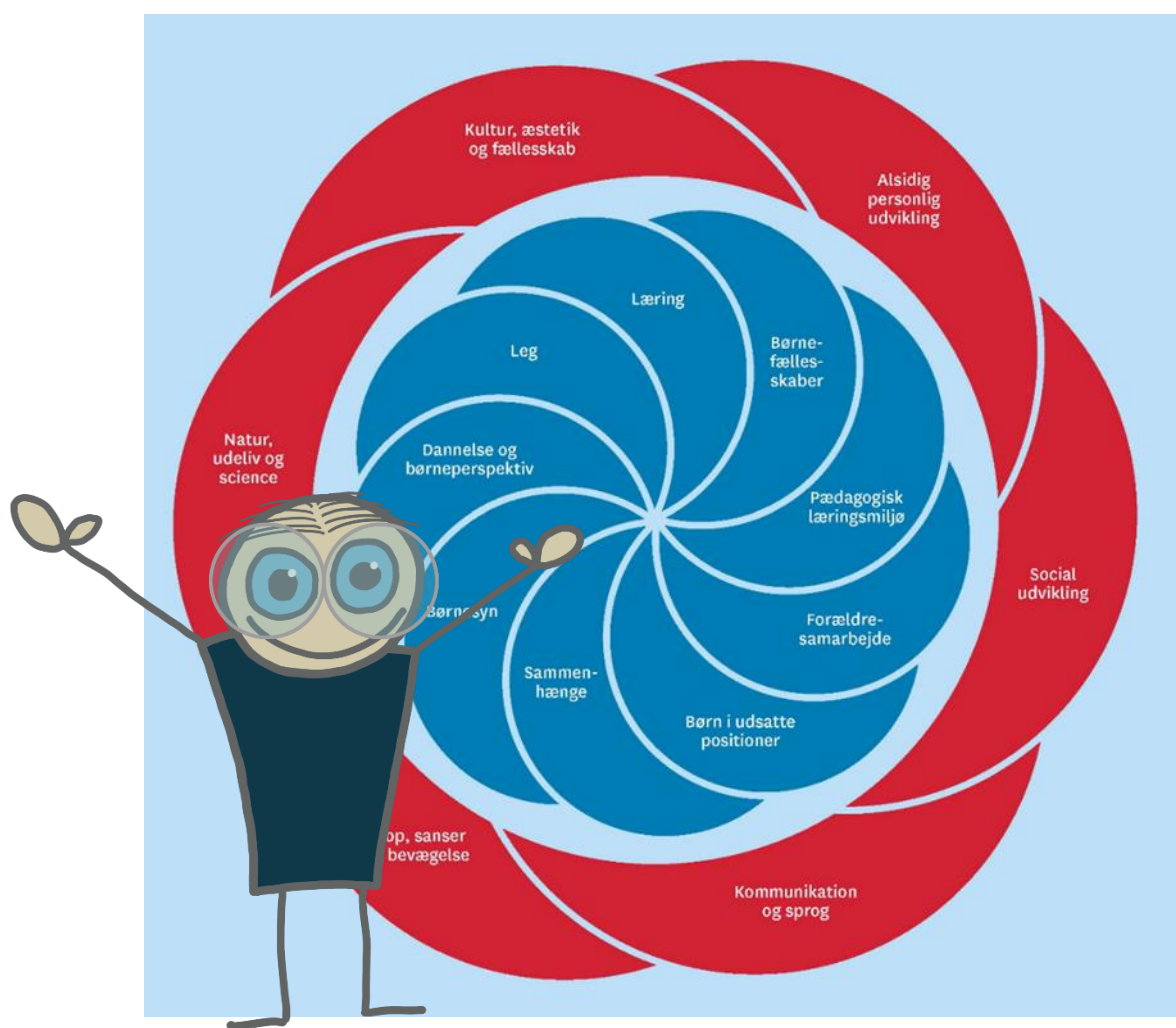 Kultur, æstetik
og fællesskab
Alsidig
personlig
udvikling
Læring
Børne-
fælles-
skaber
Leg
Natur,
udeliv og
science
Dannelse og
børneperspektiv
Pædagogisk
læringsmiljø
Social
udvikling
Børnesyn
Forældre-
samarbejde
Sammen-
hænge
Børn i udsatte
positioner
op, sanser
bevægelse
Kommunikation
og sprog